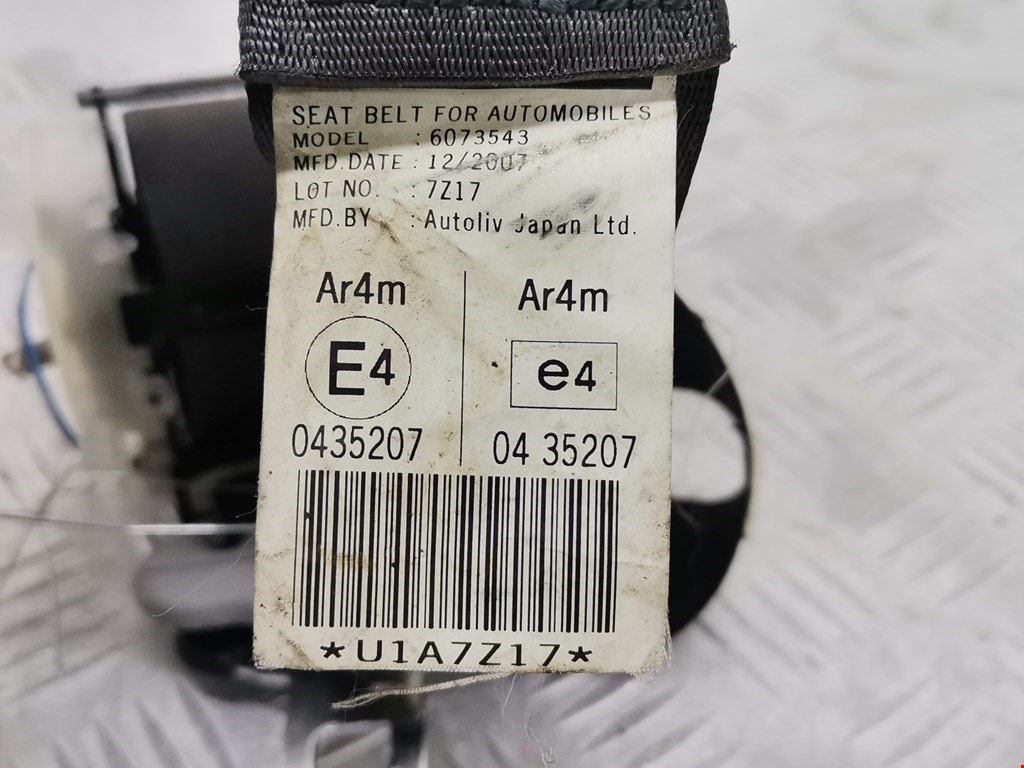 SEAT BELT FOR AUTOMOBILES
MODEL : 6073543
MFD.DATE : 12/2007
LOT NO. : 7Z17
MFD.BY : Autoliv Japan Ltd.
Ar4m Ar4m
E4 e4
0435207 04 35207
*U1A7Z17*